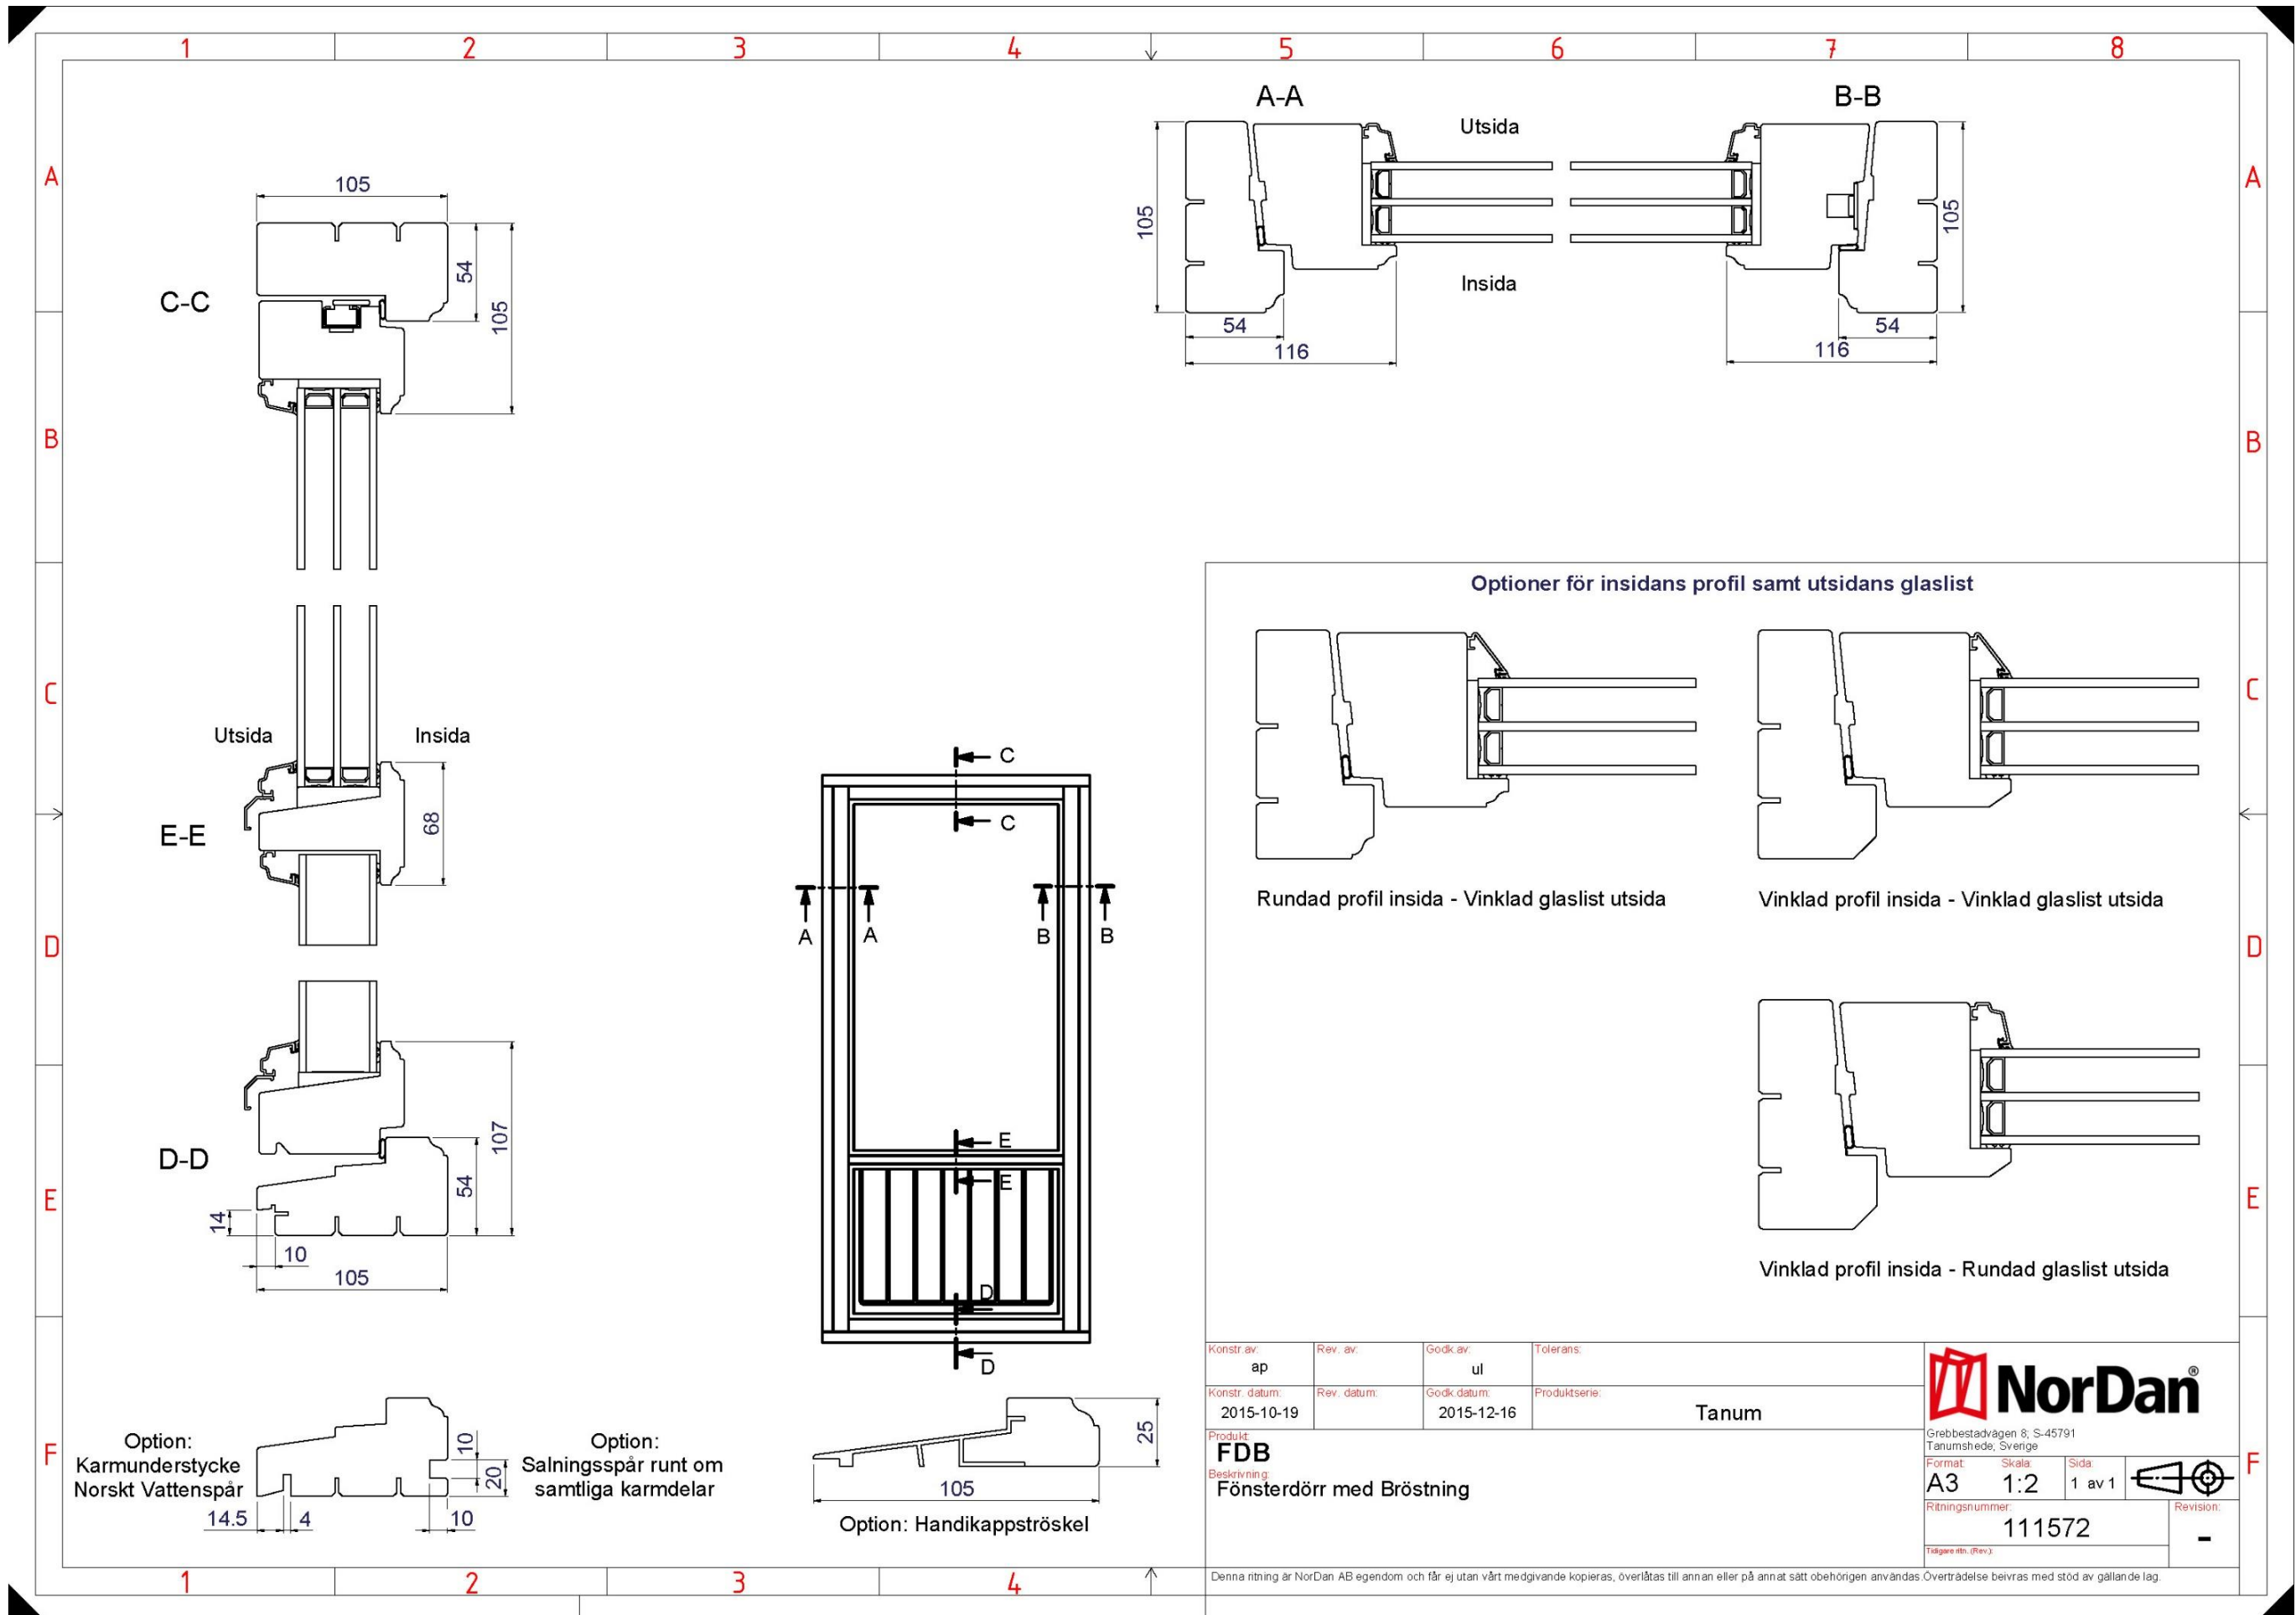 1 2 3 4 5 6 7 8
A
B
C
D
E
F
A
B
C
D
E
F
C-C
105
54
105
Utsida
Insida
E-E
68
D-D
107
54
14
10
105
Option:
Karmunderstycke
Norskt Vattenspår
14.5
4
10
20
10
Option:
Salningsspår runt om
samtliga karmdelar
C
C
A
A
B
B
E
E
D
D
25
105
Option: Handikappströskel
A-A
B-B
Utsida
Insida
105
54
116
105
54
116
Optioner för insidans profil samt utsidans glaslist
Rundad profil insida - Vinklad glaslist utsida
Vinklad profil insida - Vinklad glaslist utsida
Vinklad profil insida - Rundad glaslist utsida
Konstr.av:
ap
Rev. av:
Godk.av:
ul
Tolerans:
Konstr. datum:
2015-10-19
Rev. datum:
Godk.datum:
2015-12-16
Produktserie:
Tanum
Produkt:
FDB
Beskrivning:
Fönsterdörr med Bröstning
NorDan®
Grebbestadvägen 8; S-45791
Tanumshede; Sverige
Format:
A3
Skala:
1:2
Sida:
1 av 1
Ritningsnummer:
111572
Revision:
-
Tidigare ritn. (Rev.):
Denna ritning är NorDan AB egendom och får ej utan vårt medgivande kopieras, överlåtas till annan eller på annat sätt obehörigen användas.Överträdelse beivras med stöd av gällande lag.
1 2 3 4